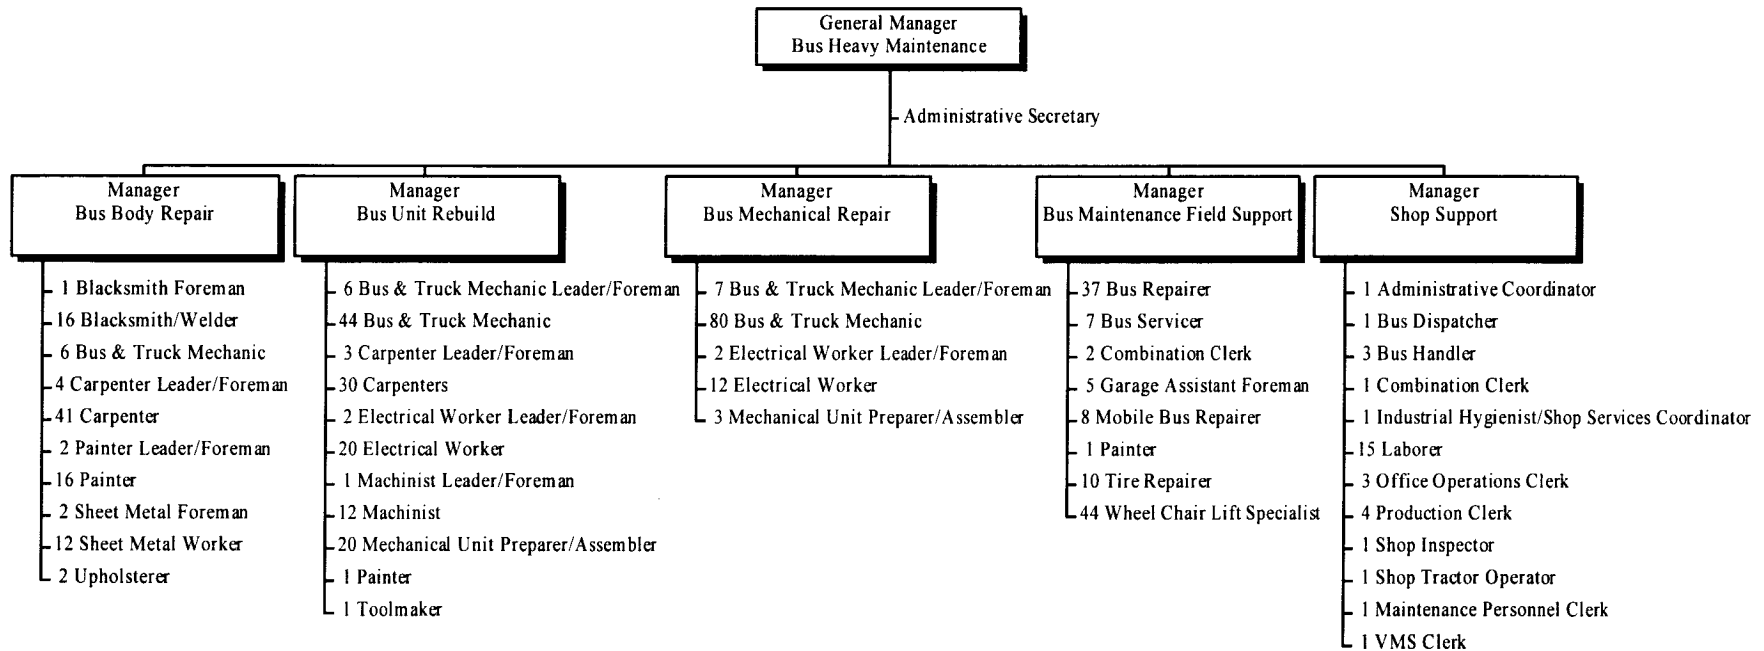 General Manager
Bus Heavy Maintenance
Administrative Secretary
Manager
Bus Body Repair
1 Blacksmith Foreman
16 Blacksmith/Welder
6 Bus & Truck Mechanic
4 Carpenter Leader/Foreman
41 Carpenter
2 Painter Leader/Foreman
16 Painter
2 Sheet Metal Foreman
12 Sheet Metal Worker
2 Upholsterer
Manager
Bus Unit Rebuild
6 Bus & Truck Mechanic Leader/Foreman
44 Bus & Truck Mechanic
3 Carpenter Leader/Foreman
30 Carpenters
2 Electrical Worker Leader/Foreman
20 Electrical Worker
1 Machinist Leader/Foreman
12 Machinist
20 Mechanical Unit Preparer/Assembler
1 Painter
1 Toolmaker
Manager
Bus Mechanical Repair
7 Bus & Truck Mechanic Leader/Foreman
80 Bus & Truck Mechanic
2 Electrical Worker Leader/Foreman
12 Electrical Worker
3 Mechanical Unit Preparer/Assembler
Manager
Bus Maintenance Field Support
37 Bus Repairer
7 Bus Servicer
2 Combination Clerk
5 Garage Assistant Foreman
8 Mobile Bus Repairer
1 Painter
10 Tire Repairer
44 Wheel Chair Lift Specialist
Manager
Shop Support
1 Administrative Coordinator
1 Bus Dispatcher
3 Bus Handler
1 Combination Clerk
1 Industrial Hygienist/Shop Services Coordinator
15 Laborer
3 Office Operations Clerk
4 Production Clerk
1 Shop Inspector
1 Shop Tractor Operator
1 Maintenance Personnel Clerk
1 VMS Clerk